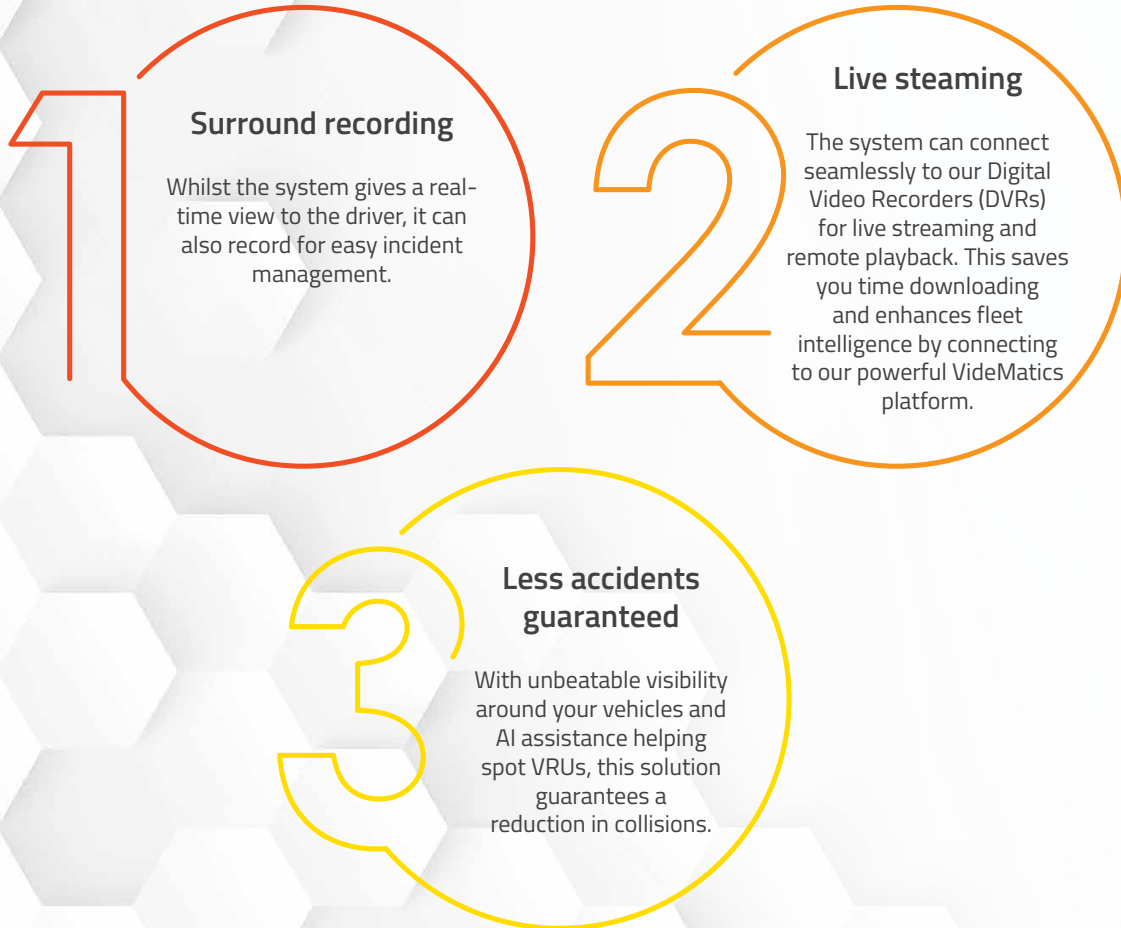 1
Surround recording
Whilst the system gives a real-
time view to the driver, it can
also record for easy incident
management.
2
Live steaming
The system can connect
seamlessly to our Digital
Video Recorders (DVRs)
for live streaming and
remote playback. This saves
you time downloading
and enhances fleet
intelligence by connecting
to our powerful VideMatics
platform.
3
Less accidents
guaranteed
With unbeatable visibility
around your vehicles and
AI assistance helping
spot VRUs, this solution
guarantees a
reduction in collisions.